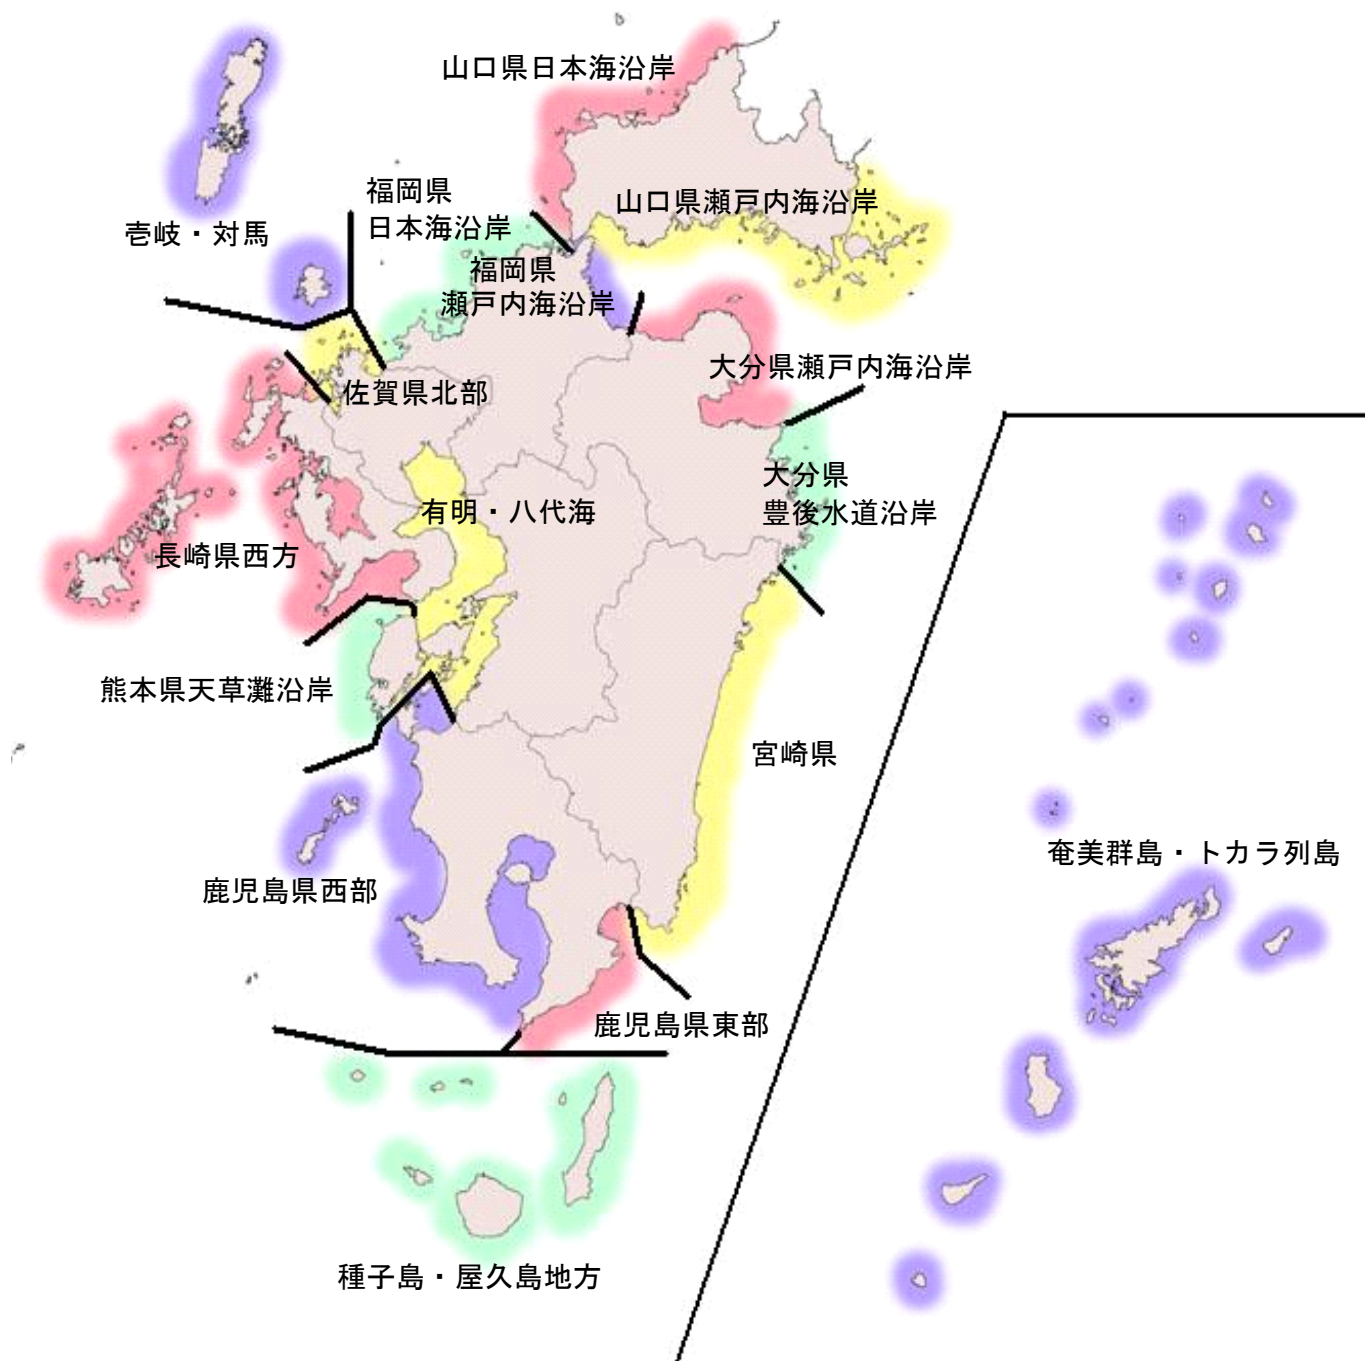 山口県日本海沿岸
福岡県
日本海沿岸
山口県瀬戸内海沿岸
壱岐・対馬
福岡県
瀬戸内海沿岸
大分県瀬戸内海沿岸
佐賀県北部
大分県
豊後水道沿岸
有明・八代海
長崎県西方
熊本県天草灘沿岸
宮崎県
奄美群島・トカラ列島
鹿児島県西部
鹿児島県東部
種子島・屋久島地方